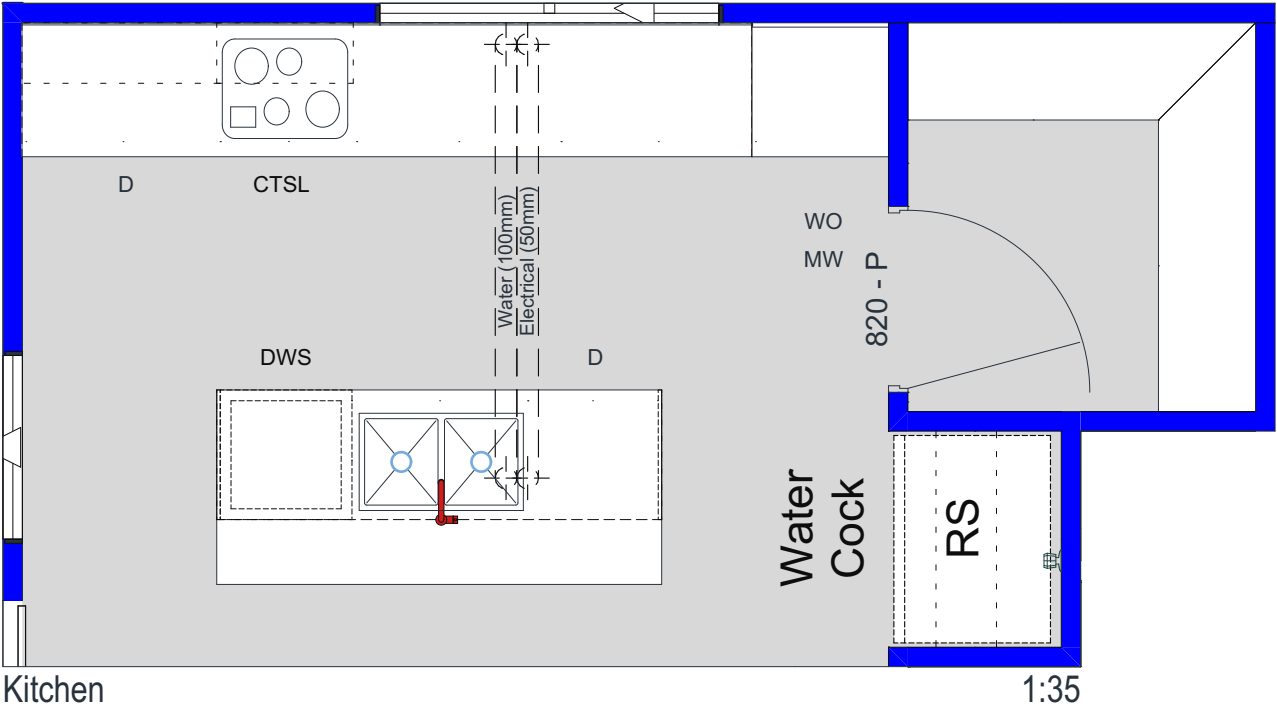 D
CTSL
Water (100mm)
Electrical (50mm)
WO
MW
820 - P
DWS
D
Water
Cock
RS
Kitchen
1:35